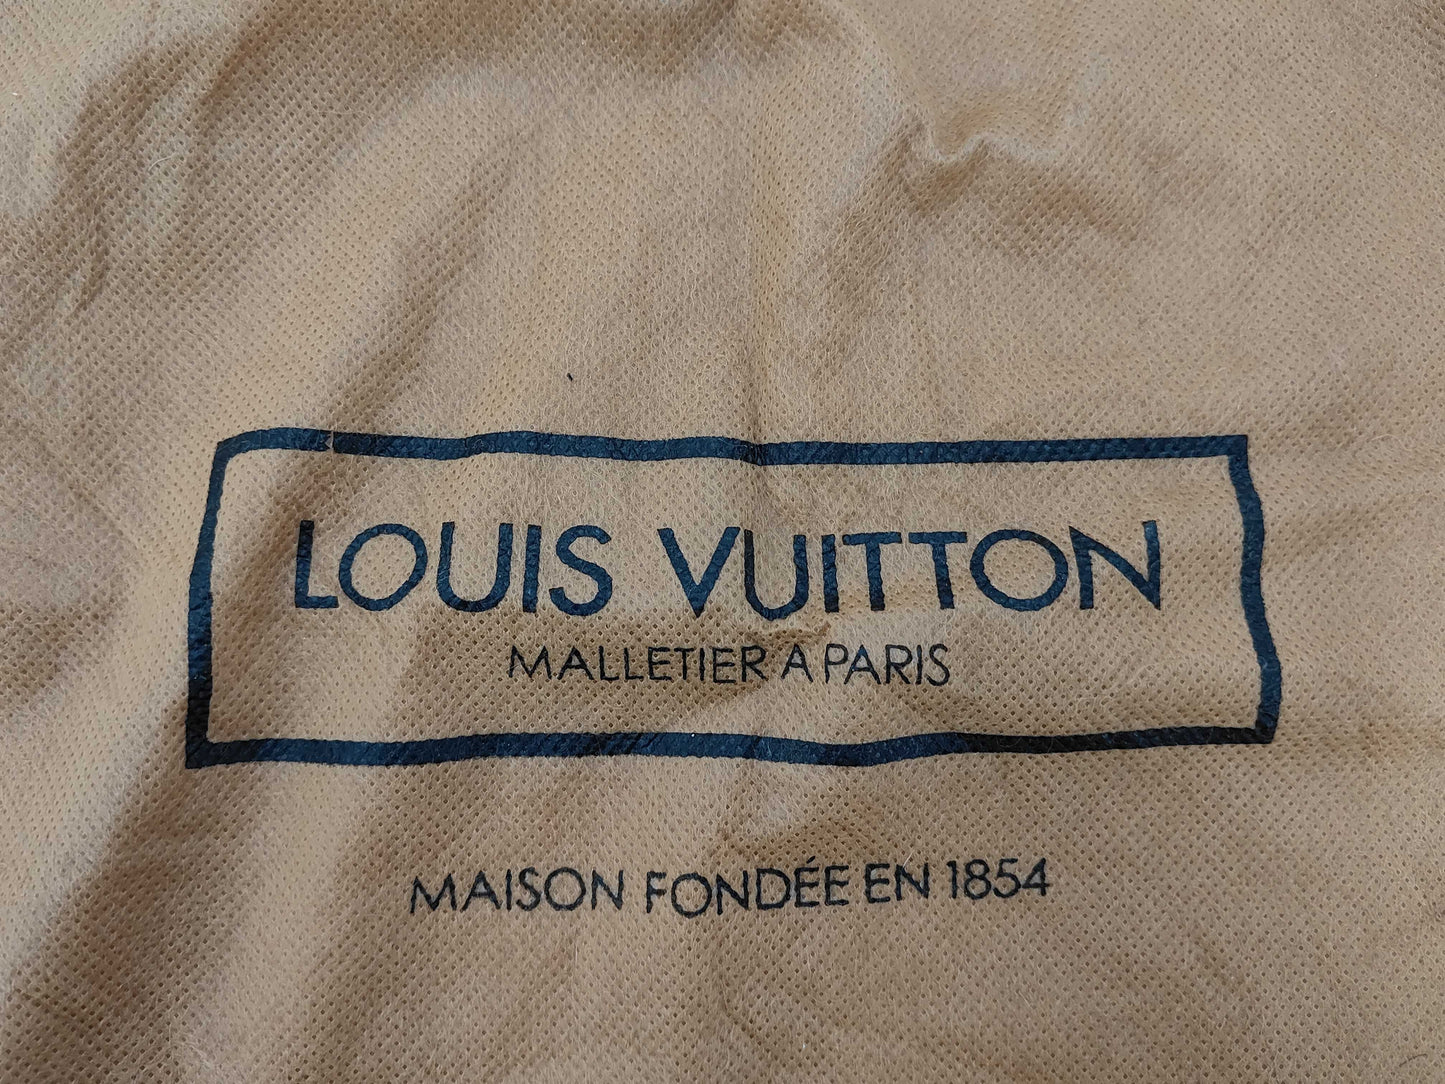 LOUIS VUITTON
MALLETIER A PARIS
MAISON FONDÉE EN 1854